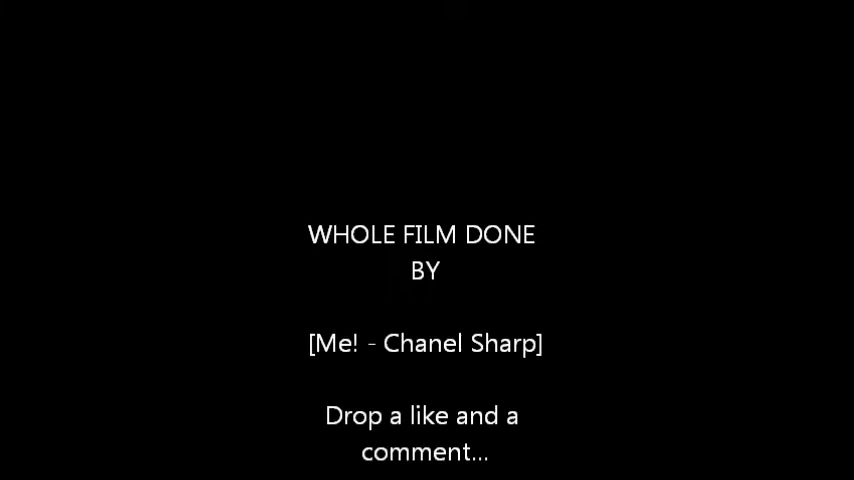 WHOLE FILM DONE
BY
[Me! - Chanel Sharp]
Drop a like and a
comment...